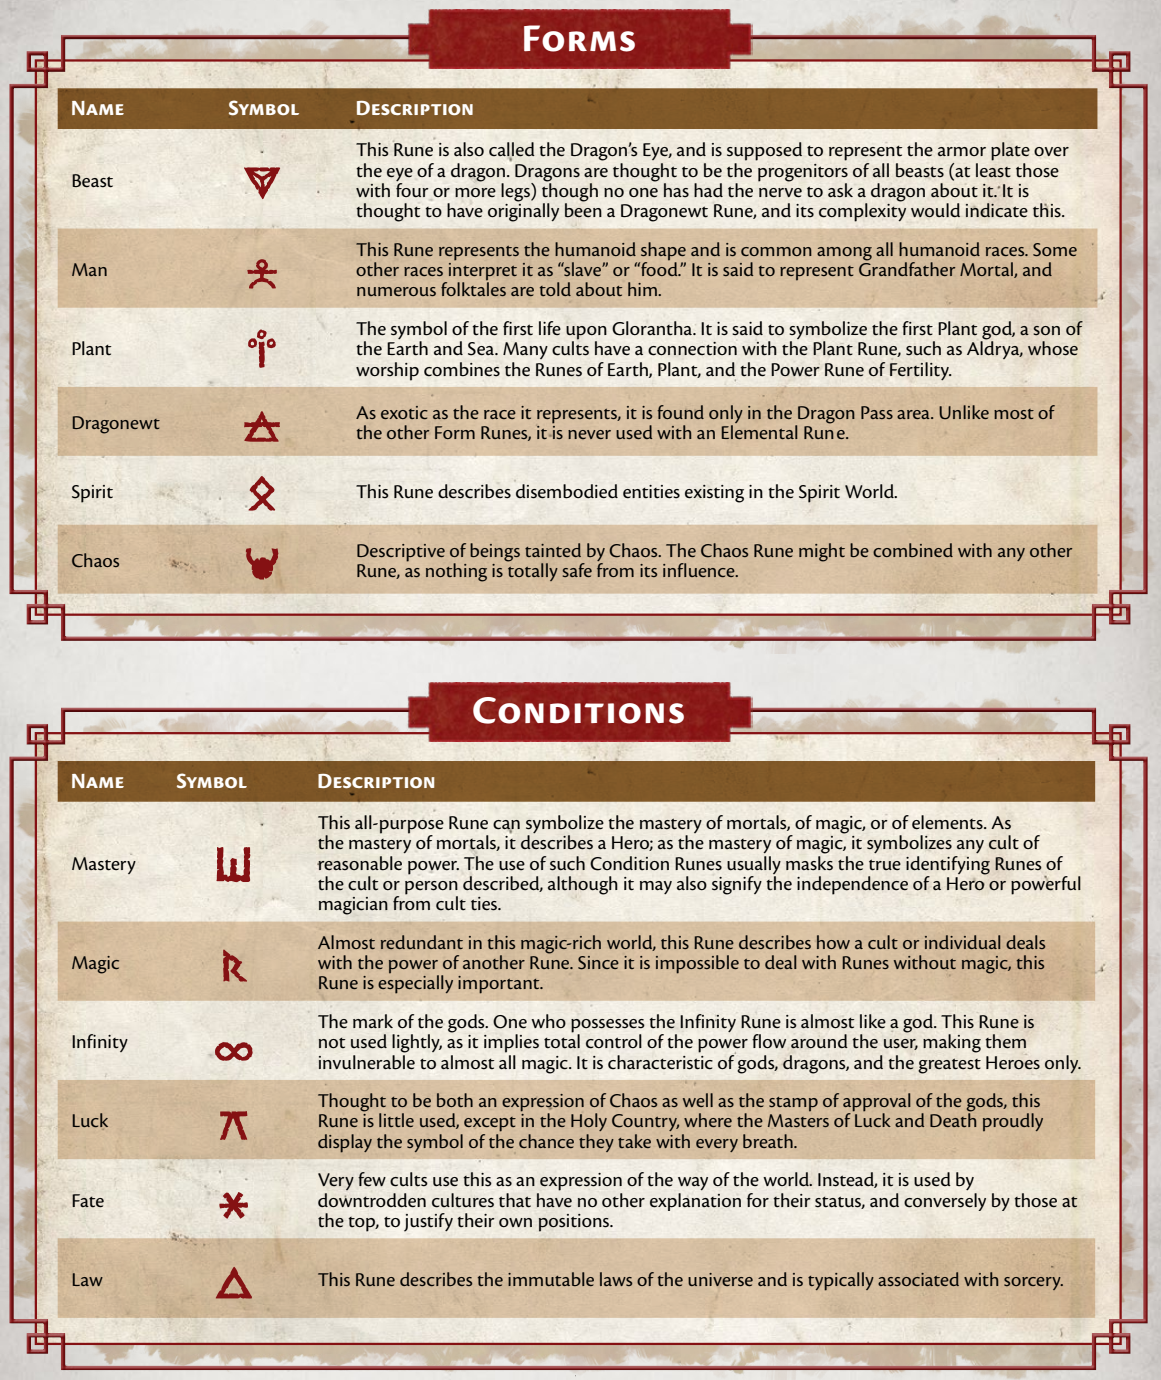 Forms
Name Symbol Description
Beast
This Rune is also called the Dragon's Eye, and is supposed to represent the armor plate over
the eye of a dragon. Dragons are thought to be the progenitors of all beasts (at least those
with four or more legs) though no one has had the nerve to ask a dragon about it. It is
thought to have originally been a Dragonewt Rune, and its complexity would indicate this.
Man
This Rune represents the humanoid shape and is common among all humanoid races. Some
other races interpret it as “slave” or “food.” It is said to represent Grandfather Mortal, and
numerous folktales are told about him.
Plant
The symbol of the first life upon Glorantha. It is said to symbolize the first Plant god, a son of
the Earth and Sea. Many cults have a connection with the Plant Rune, such as Aldrya, whose
worship combines the Runes of Earth, Plant, and the Power Rune of Fertility.
Dragonewt
As exotic as the race it represents, it is found only in the Dragon Pass area. Unlike most of
the other Form Runes, it is never used with an Elemental Rune.
Spirit
This Rune describes disembodied entities existing in the Spirit World.
Chaos
Descriptive of beings tainted by Chaos. The Chaos Rune might be combined with any other
Rune, as nothing is totally safe from its influence.
Conditions
Name Symbol Description
Mastery
This all-purpose Rune can symbolize the mastery of mortals, of magic, or of elements. As
the mastery of mortals, it describes a Hero; as the mastery of magic, it symbolizes any cult of
reasonable power. The use of such Condition Runes usually masks the true identifying Runes of
the cult or person described, although it may also signify the independence of a Hero or powerful
magician from cult ties.
Magic
Almost redundant in this magic-rich world, this Rune describes how a cult or individual deals
with the power of another Rune. Since it is impossible to deal with Runes without magic, this
Rune is especially important.
Infinity
The mark of the gods. One who possesses the Infinity Rune is almost like a god. This Rune is
not used lightly, as it implies total control of the power flow around the user, making them
invulnerable to almost all magic. It is characteristic of gods, dragons, and the greatest Heroes only.
Luck
Thought to be both an expression of Chaos as well as the stamp of approval of the gods, this
Rune is little used, except in the Holy Country, where the Masters of Luck and Death proudly
display the symbol of the chance they take with every breath.
Fate
Very few cults use this as an expression of the way of the world. Instead, it is used by
downtrodden cultures that have no other explanation for their status, and conversely by those at
the top, to justify their own positions.
Law
This Rune describes the immutable laws of the universe and is typically associated with sorcery.